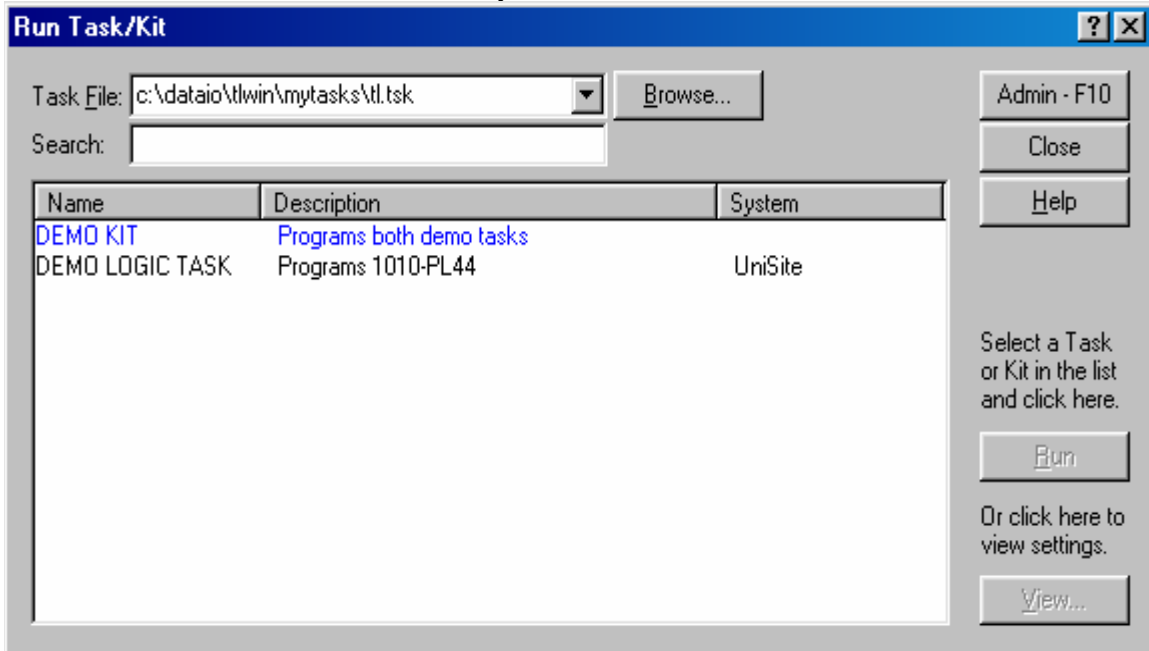 Run Task/Kit
Task File: c:\dataio\tlwin\mytasks\tl.tsk Browse... Admin - F10
Search: Close
Help
Name Description System
DEMO KIT Programs both demo tasks
DEMO LOGIC TASK Programs 1010-PL44 UniSite
Select a Task
or Kit in the list
and click here.
Run
Or click here to
view settings.
View...